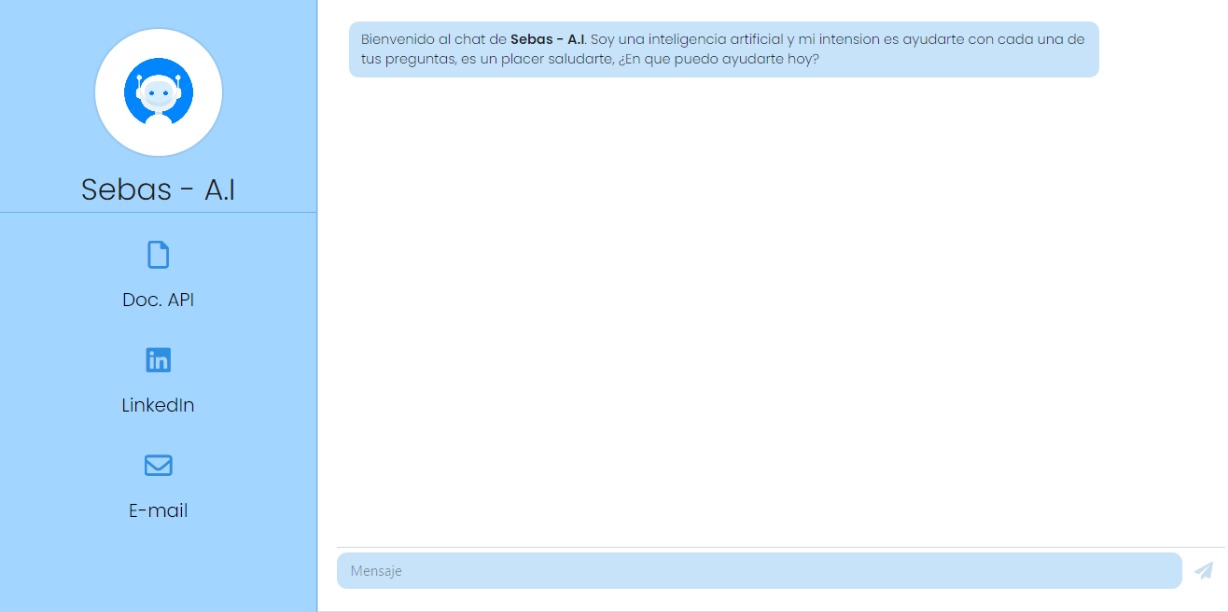 Sebas - A.I
Doc. API
LinkedIn
E-mail
Bienvenido al chat de Sebas - A.I. Soy una inteligencia artificial y mi intension es ayudarte con cada una de
tus preguntas, es un placer saludarte, ¿En que puedo ayudarte hoy?
Mensaje